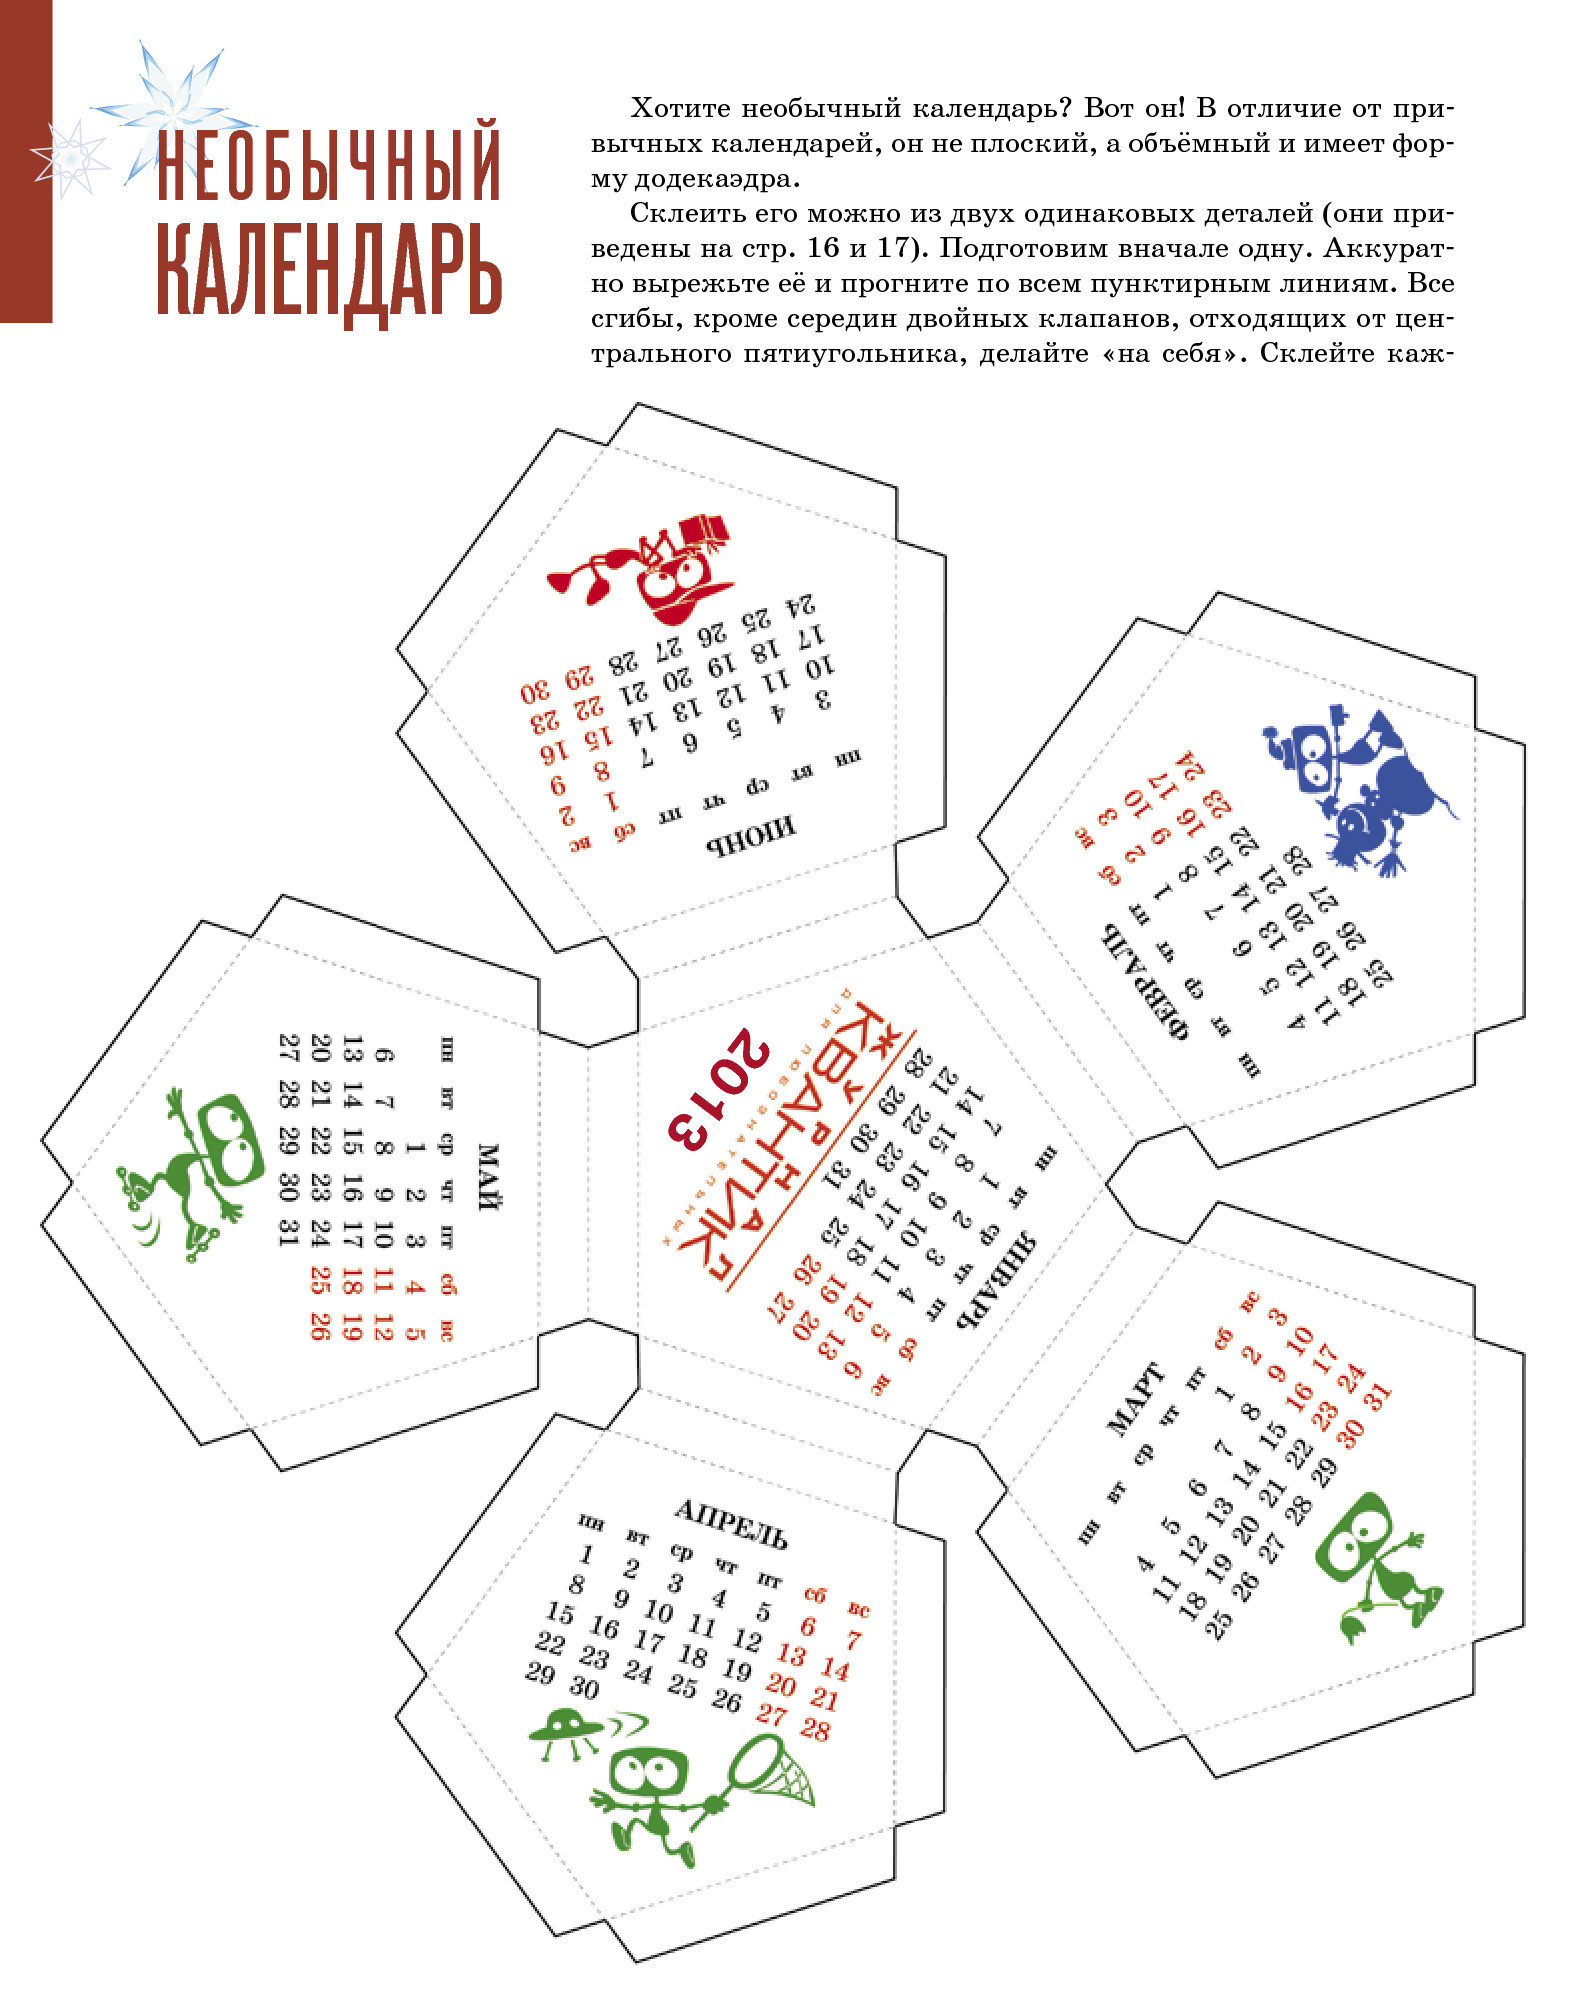 НЕОБЫЧНЫЙ
КАЛЕНДАРЬ
Хотите необычный календарь? Вот он! В отличие от при-
вычных календарей, он не плоский, а объёмный и имеет фор-
му додекаэдра.
Склеить его можно из двух одинаковых деталей (они при-
ведены на стр. 16 и 17). Подготовим вначале одну. Аккурат-
но вырежьте её и прогните по всем пунктирным линиям. Все
сгибы, кроме середин двойных клапанов, отходящих от цен-
трального пятиугольника, делайте «на себя». Склейте каж-
ИЮНЬ
пн вт ср чт пт сб вс
1 2
3 4 5 6 7 8 9
10 11 12 13 14 15 16
17 18 19 20 21 22 23
24 25 26 27 28 29 30
ФЕВРАЛЬ
пн вт ср чт пт сб вс
1 2 3
4 5 6 7 8 9 10
11 12 13 14 15 16 17
18 19 20 21 22 23 24
25 26 27 28
МАЙ
пн вт ср чт пт сб вс
1 2 3 4 5
6 7 8 9 10 11 12
13 14 15 16 17 18 19
20 21 22 23 24 25 26
27 28 29 30 31
ЯНВАРЬ
пн вт ср чт пт сб вс
1 2 3 4 5 6
7 8 9 10 11 12 13
14 15 16 17 18 19 20
21 22 23 24 25 26 27
28 29 30 31
ЖУРНАЛ
КВАНТИК
ДЛЯ ЛЮБОЗНАТЕЛЬНЫХ
2013
МАРТ
пн вт ср чт пт сб вс
1 2 3
4 5 6 7 8 9 10
11 12 13 14 15 16 17
18 19 20 21 22 23 24
25 26 27 28 29 30 31
АПРЕЛЬ
пн вт ср чт пт сб вс
1 2 3 4 5 6 7
8 9 10 11 12 13 14
15 16 17 18 19 20 21
22 23 24 25 26 27 28
29 30